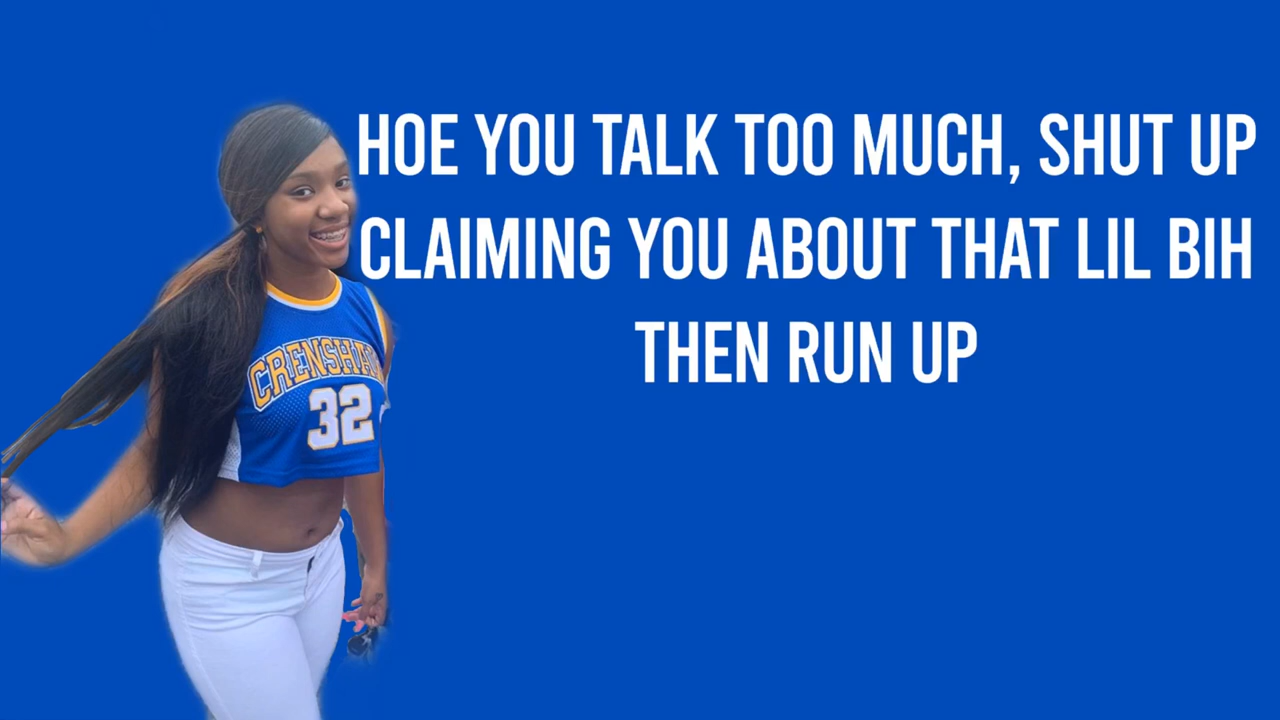 HOE YOU TALK TOO MUCH, SHUT UP
CLAIMING YOU ABOUT THAT LIL BIH
THEN RUN UP
CRENSHA
32